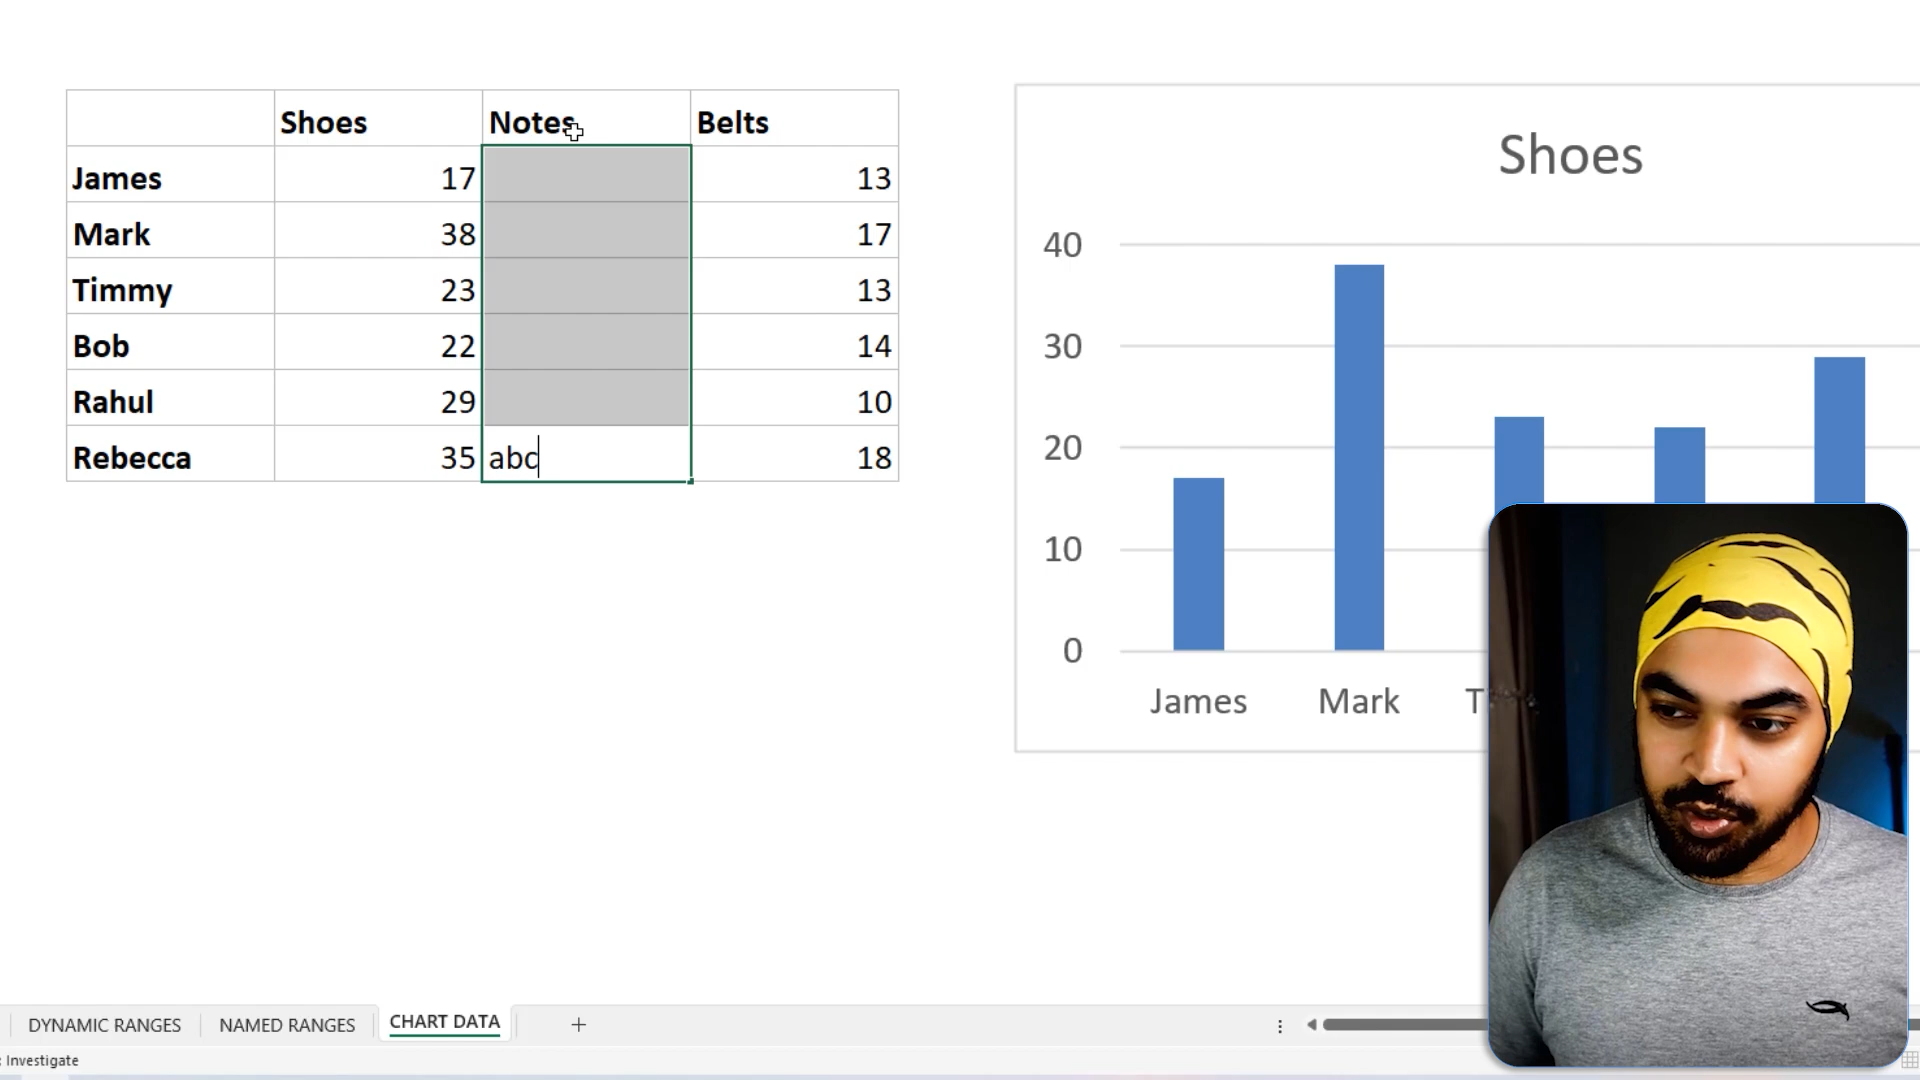 Shoes Notes Belts
James 17 13
Mark 38 17
Timmy 23 13
Bob 22 14
Rahul 29 10
Rebecca 35 abc 18
Shoes
40
30
20
10
0
James Mark
DYNAMIC RANGES NAMED RANGES CHART DATA
: Investigate